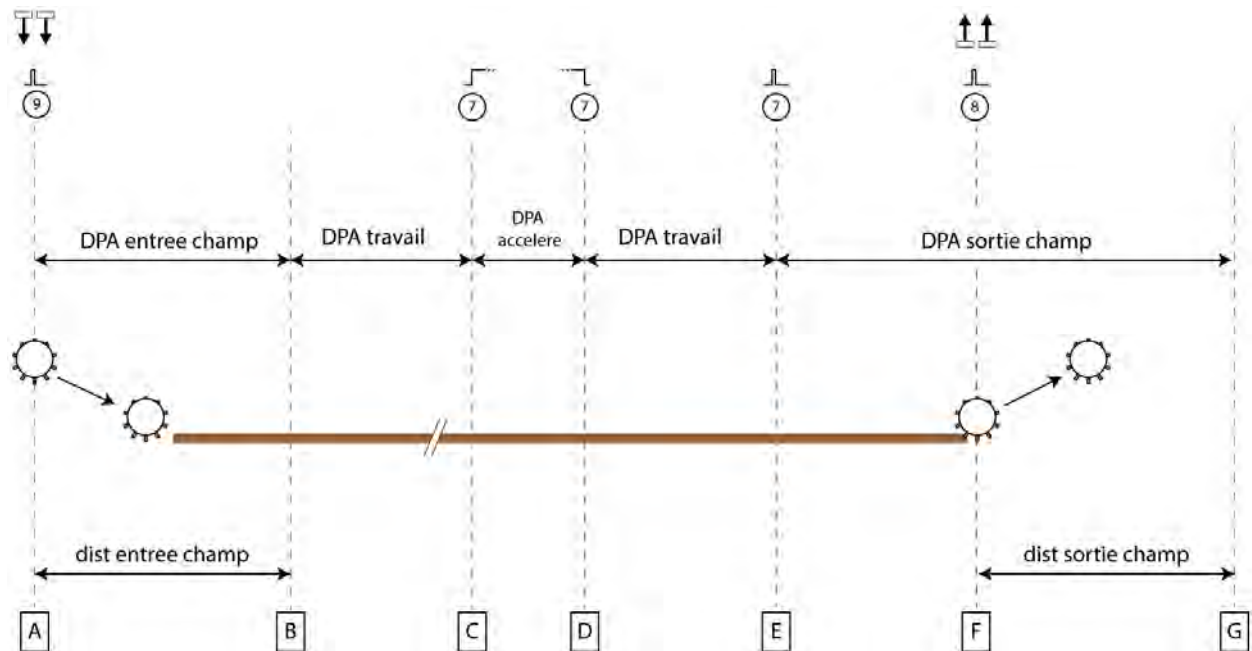 9
7
7
7
8
DPA entree champ
DPA travail
DPA
accelere
DPA travail
DPA sortie champ
dist entree champ
dist sortie champ
A
B
C
D
E
F
G